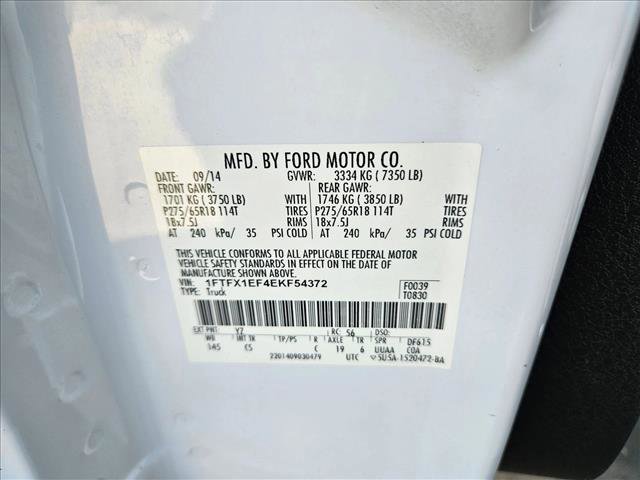 MFD. BY FORD MOTOR CO.
DATE: 09/14 GVWR: 3334 KG ( 7350 LB)
FRONT GAWR: REAR GAWR:
1701 KG ( 3750 LB) WITH 1746 KG ( 3850 LB) WITH
P275/65R18 114T TIRES P275/65R18 114T TIRES
18x7.5J RIMS 18x7.5J RIMS
AT 240 kPa/ 35 PSI COLD AT 240 kPa/ 35 PSI COLD
THIS VEHICLE CONFORMS TO ALL APPLICABLE FEDERAL MOTOR
VEHICLE SAFETY STANDARDS IN EFFECT ON THE DATE OF MANUFACTURE
SHOWN ABOVE.
VIN: 1FTFX1EF4EKF54372 F0039
TYPE: Truck T0830
EXT PNT: YZ RC: 56 DSO:
WB INT TR TP/PS R AXLE TR SPR DF615
145 CS C 19 6 UUAA COA
2201409030479 UTC 5U5A-1520472-BA